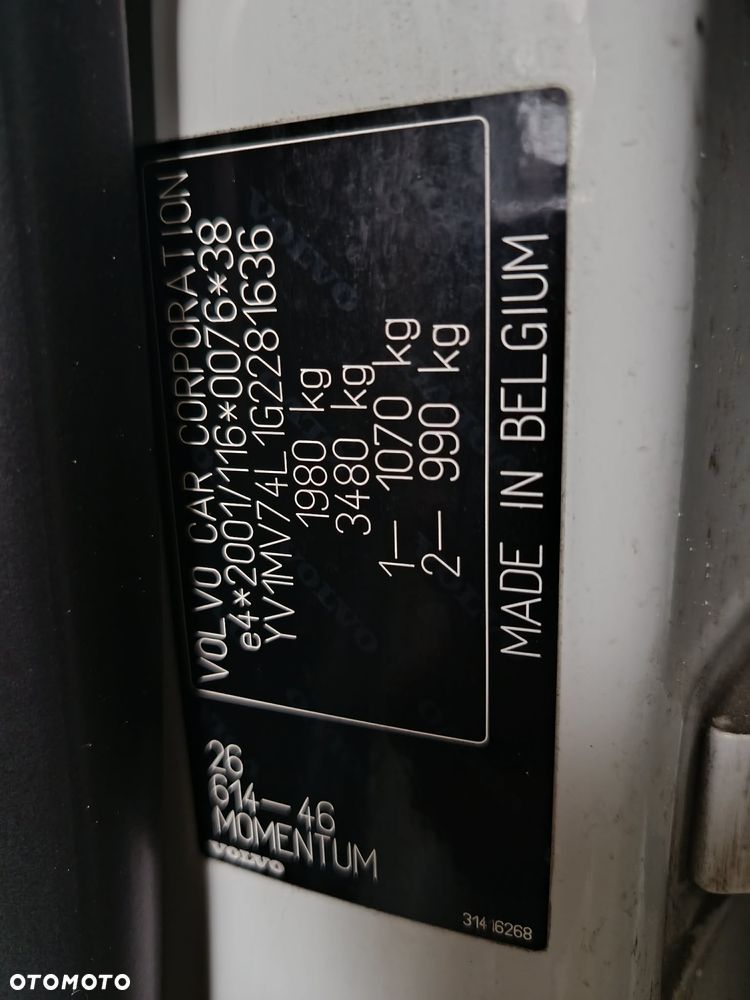 VOLVO CAR CORPORATION
e4*2001/116*0076*38
YV1MV74L1G2281636
1980 kg
3480 kg
1— 1070 kg
2— 990 kg
MADE IN BELGIUM
26
614—46
MOMENTUM
VOLVO
31416268
OTOMOTO